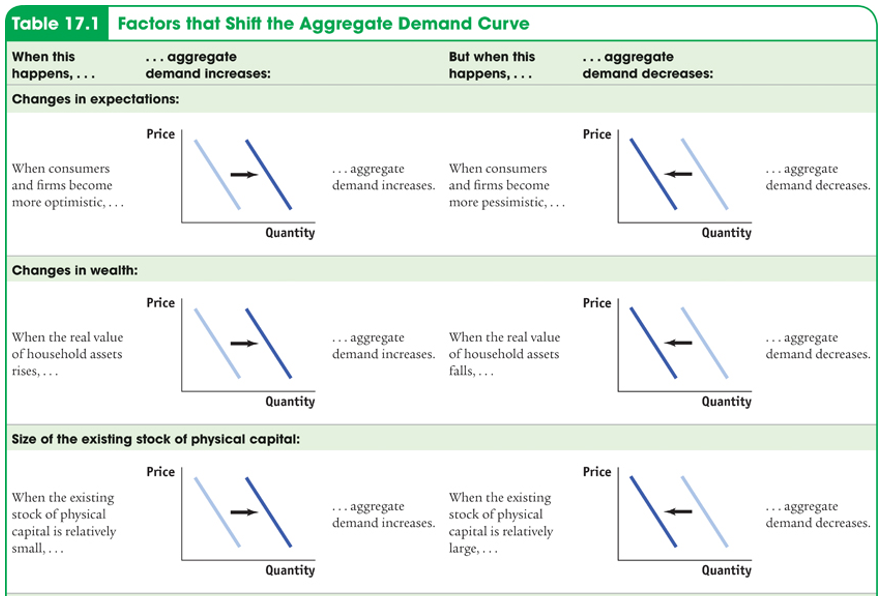 Table 17.1 Factors that Shift the Aggregate Demand Curve
When this
happens, . . .
. . . aggregate
demand increases:
But when this
happens, . . .
. . . aggregate
demand decreases:
Changes in expectations:
When consumers
and firms become
more optimistic, . . .
Price
Quantity
. . . aggregate
demand increases.
When consumers
and firms become
more pessimistic, . . .
Price
Quantity
. . . aggregate
demand decreases.
Changes in wealth:
When the real value
of household assets
rises, . . .
Price
Quantity
. . . aggregate
demand increases.
When the real value
of household assets
falls, . . .
Price
Quantity
. . . aggregate
demand decreases.
Size of the existing stock of physical capital:
When the existing
stock of physical
capital is relatively
small, . . .
Price
Quantity
. . . aggregate
demand increases.
When the existing
stock of physical
capital is relatively
large, . . .
Price
Quantity
. . . aggregate
demand decreases.